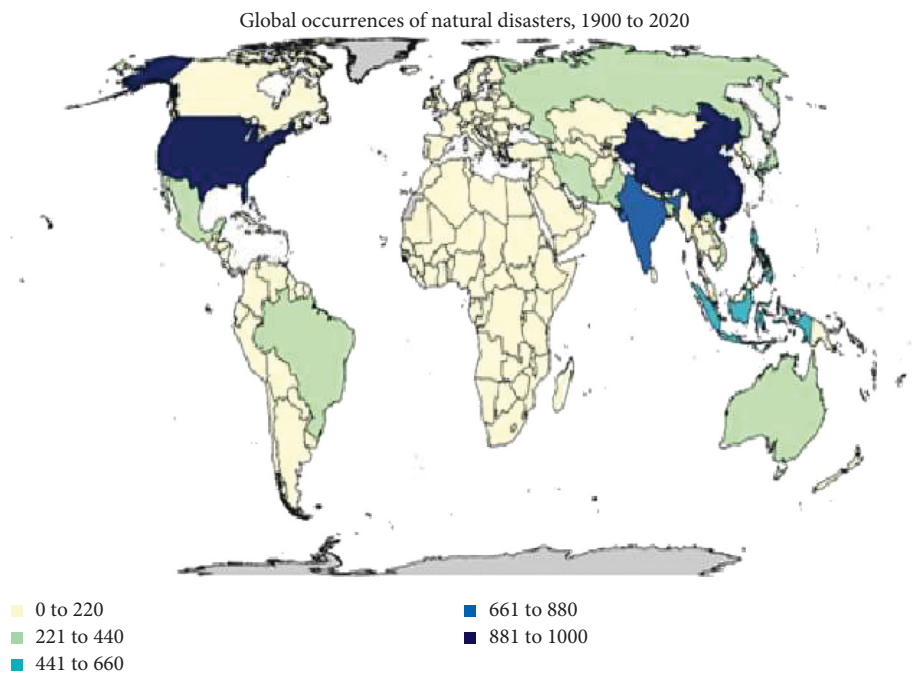 Global occurrences of natural disasters, 1900 to 2020
0 to 220
221 to 440
441 to 660
661 to 880
881 to 1000